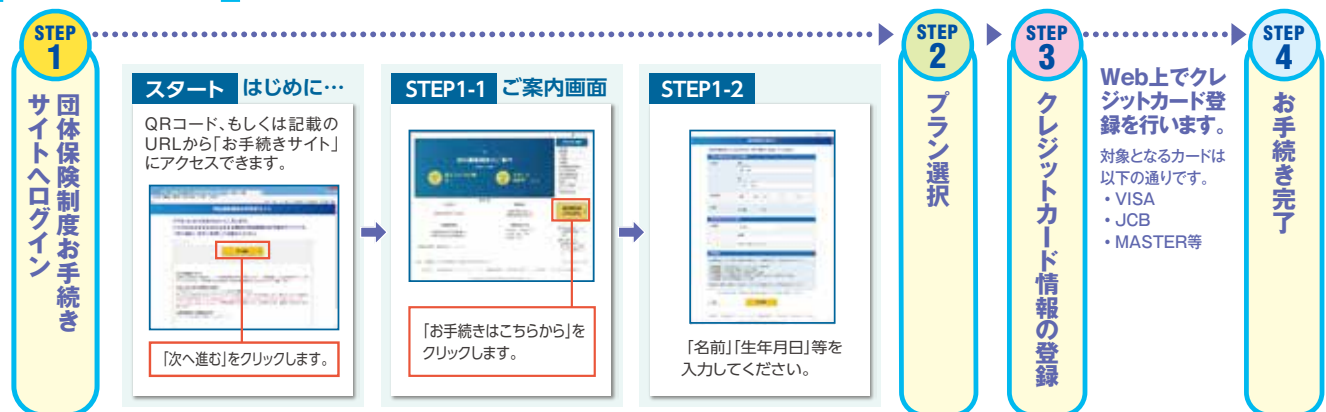 STEP
1
団体保険制度お手続き
サイトへログイン
スタート はじめに…
QRコード、もしくは記載の
URLから「お手続きサイト」
にアクセスできます。
「次へ進む」をクリックします。
STEP1-1 ご案内画面
「お手続きはこちらから」を
クリックします。
STEP1-2
「名前」「生年月日」等を
入力してください。
STEP
2
プラン選択
STEP
3
クレジットカード情報の登録
Web上でクレ
ジットカード登
録を行います。
対象となるカードは
以下の通りです。
・VISA
・JCB
・MASTER等
STEP
4
お手続き完了